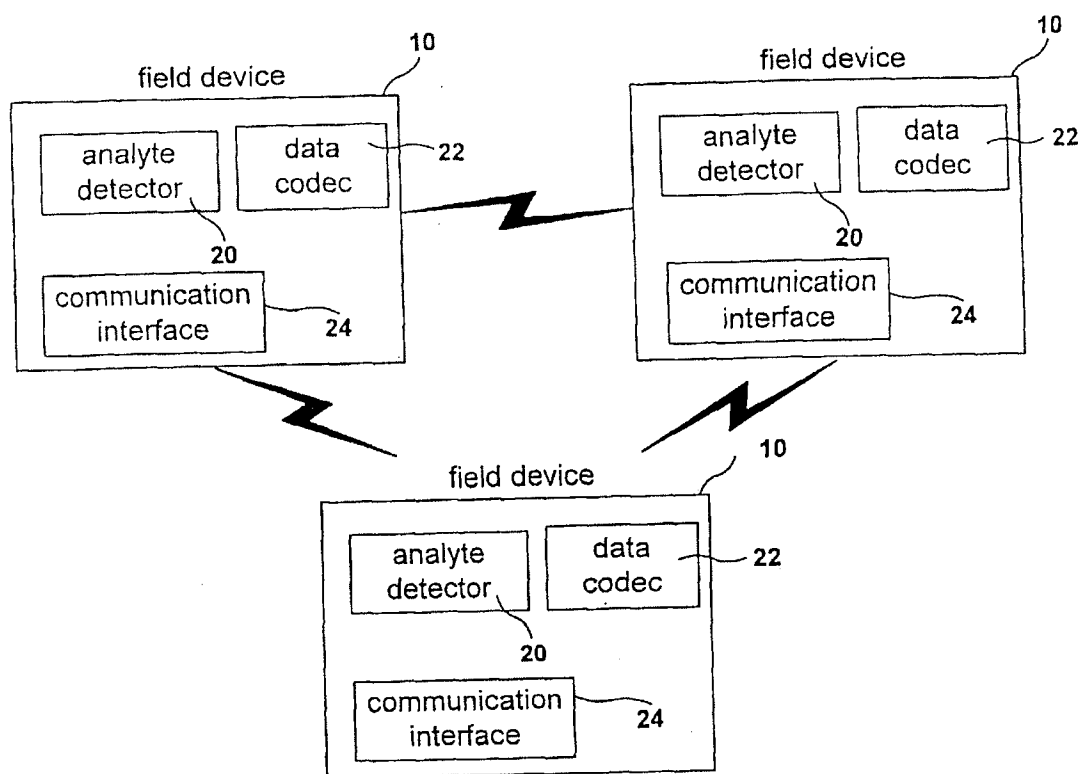 10
field device
analyte
detector
data
codec
22
20
communication
interface
24
10
field device
analyte
detector
data
codec
22
20
communication
interface
24
10
field device
analyte
detector
data
codec
22
20
communication
interface
24